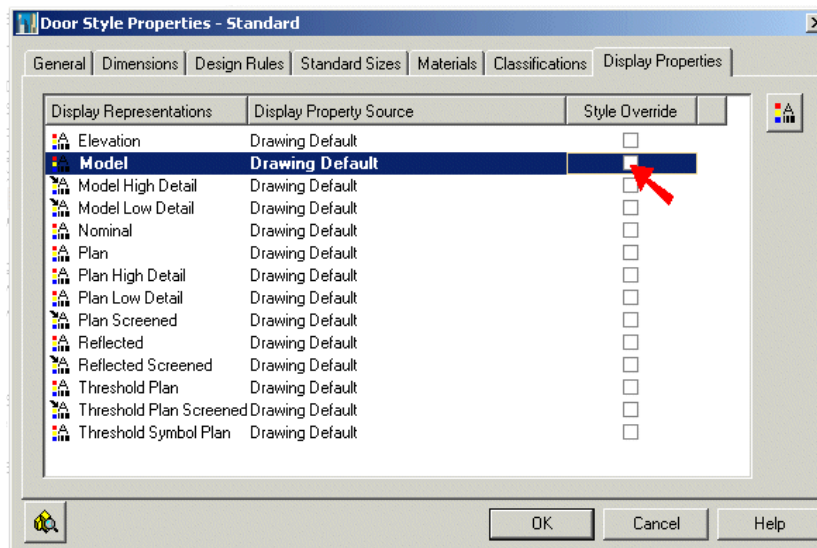 Door Style Properties - Standard
General Dimensions Design Rules Standard Sizes Materials Classifications Display Properties
Display Representations Display Property Source Style Override
Elevation Drawing Default
Model Drawing Default
Model High Detail Drawing Default
Model Low Detail Drawing Default
Nominal Drawing Default
Plan Drawing Default
Plan High Detail Drawing Default
Plan Low Detail Drawing Default
Plan Screened Drawing Default
Reflected Drawing Default
Reflected Screened Drawing Default
Threshold Plan Drawing Default
Threshold Plan Screened Drawing Default
Threshold Symbol Plan Drawing Default
OK Cancel Help